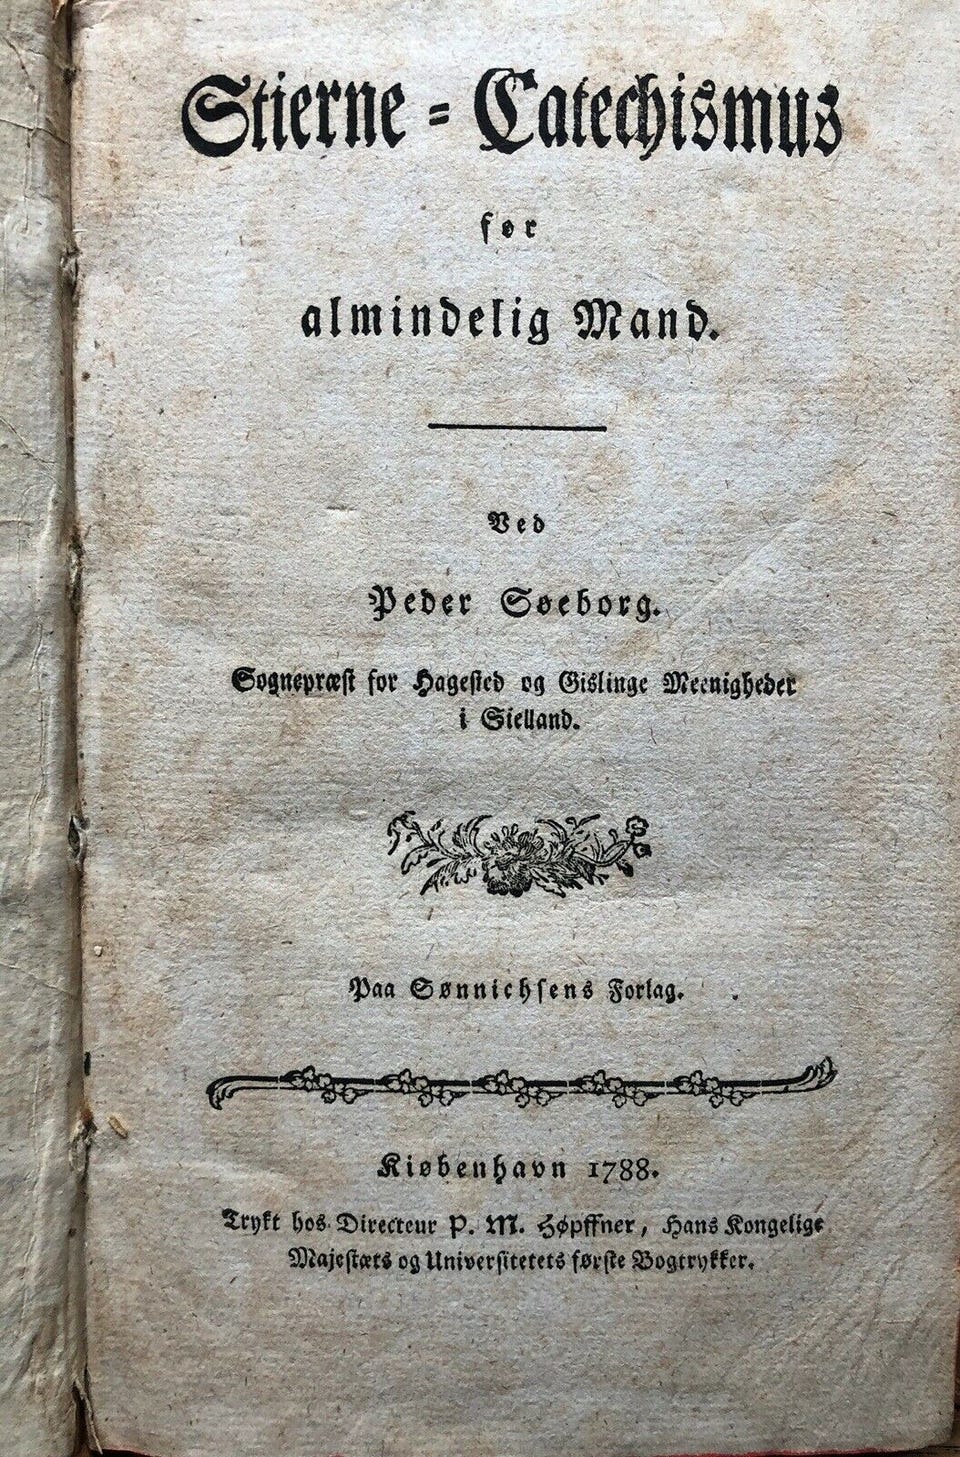 Stierne=Catechismus
for
almindelig Mand.
Ved
Peder Søeborg.
Sognepræst for Hagested og Gislinge Meenigheder
i Sielland.
Paa Sønnichsens Forlag.
Kiøbenhavn 1788.
Trykt hos Directeur P. M. Høpffner, Hans Kongelige
Majestæts og Universitetets første Bogtrykker.